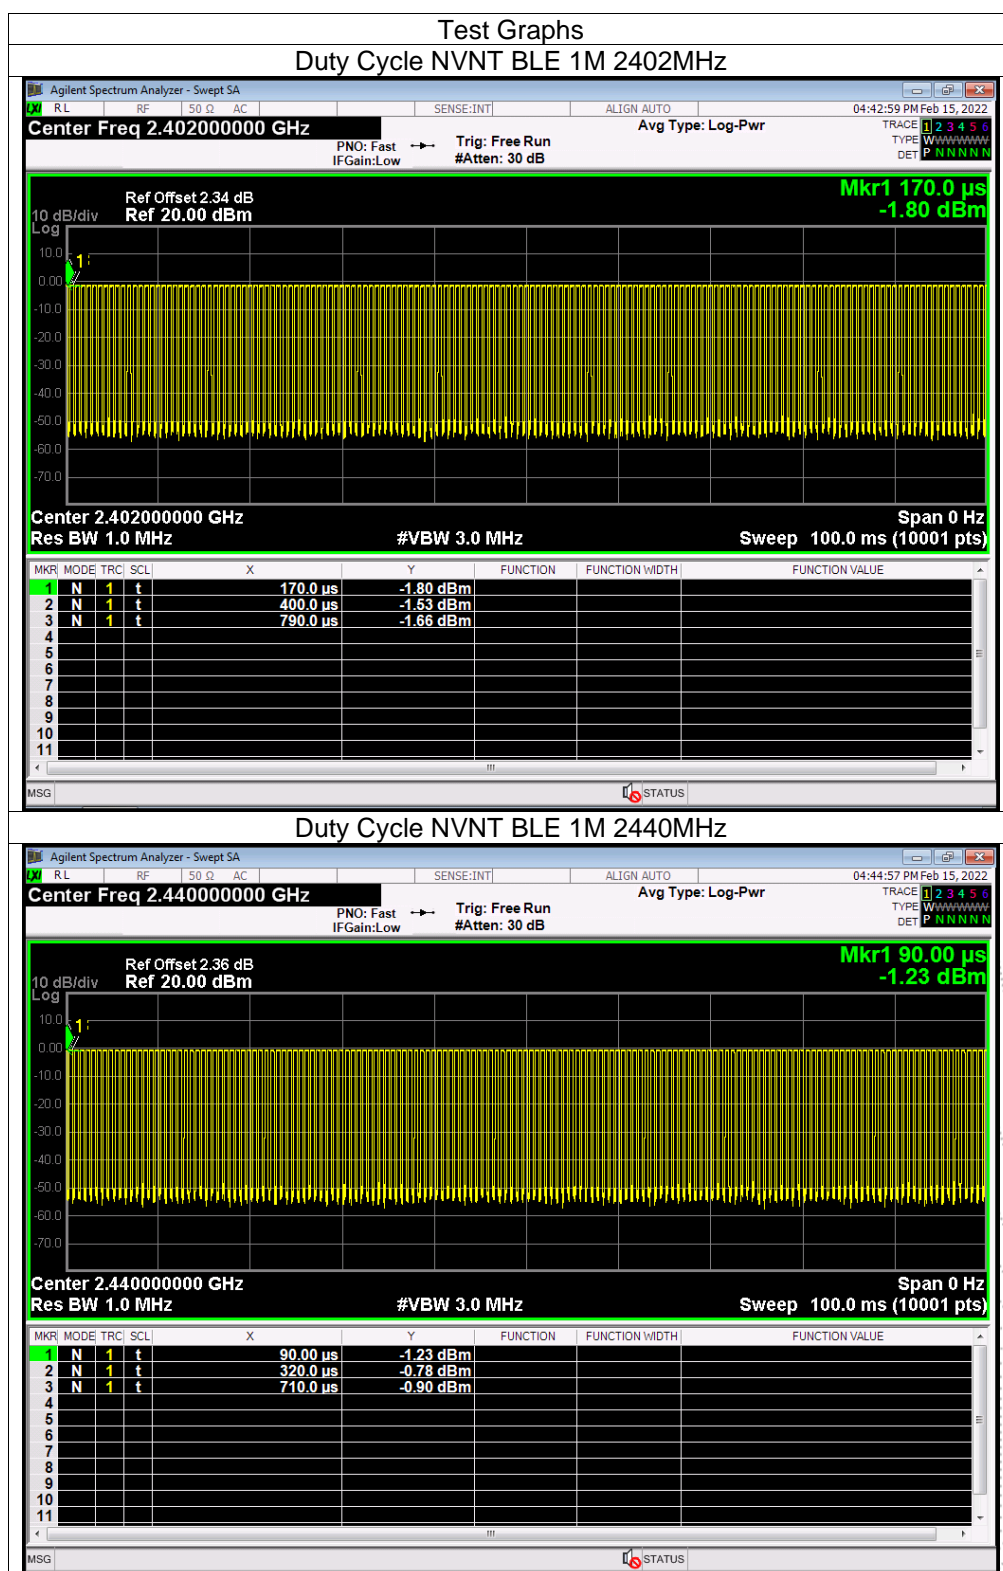 Test Graphs
Duty Cycle NVNT BLE 1M 2402MHz
Agilent Spectrum Analyzer - Swept SA
LXI RL RF 50 Ω AC SENSE:INT ALIGN AUTO 04:42:59 PM Feb 15, 2022
Center Freq 2.402000000 GHz Avg Type: Log-Pwr TRACE 1 2 3 4 5 6
PNO: Fast Trig: Free Run TYPE WWWWWW
IFGain:Low #Atten: 30 dB DET P N N N N N
Mkr1 170.0 µs
Ref Offset 2.34 dB
10 dB/div Ref 20.00 dBm -1.80 dBm
Log
10.0
1
0.00
-10.0
-20.0
-30.0
-40.0
-50.0
-60.0
-70.0
Center 2.402000000 GHz Span 0 Hz
Res BW 1.0 MHz #VBW 3.0 MHz Sweep 100.0 ms (10001 pts)
MKR MODE TRC SCL X Y FUNCTION FUNCTION WIDTH FUNCTION VALUE
1 N 1 t 170.0 µs -1.80 dBm
2 N 1 t 400.0 µs -1.53 dBm
3 N 1 t 790.0 µs -1.66 dBm
4
5
6
7
8
9
10
11
MSG STATUS
Duty Cycle NVNT BLE 1M 2440MHz
Agilent Spectrum Analyzer - Swept SA
LXI RL RF 50 Ω AC SENSE:INT ALIGN AUTO 04:44:57 PM Feb 15, 2022
Center Freq 2.440000000 GHz Avg Type: Log-Pwr TRACE 1 2 3 4 5 6
PNO: Fast Trig: Free Run TYPE WWWWWW
IFGain:Low #Atten: 30 dB DET P N N N N N
Mkr1 90.00 µs
Ref Offset 2.36 dB
10 dB/div Ref 20.00 dBm -1.23 dBm
Log
10.0
1
0.00
-10.0
-20.0
-30.0
-40.0
-50.0
-60.0
-70.0
Center 2.440000000 GHz Span 0 Hz
Res BW 1.0 MHz #VBW 3.0 MHz Sweep 100.0 ms (10001 pts)
MKR MODE TRC SCL X Y FUNCTION FUNCTION WIDTH FUNCTION VALUE
1 N 1 t 90.00 µs -1.23 dBm
2 N 1 t 320.0 µs -0.78 dBm
3 N 1 t 710.0 µs -0.90 dBm
4
5
6
7
8
9
10
11
MSG STATUS